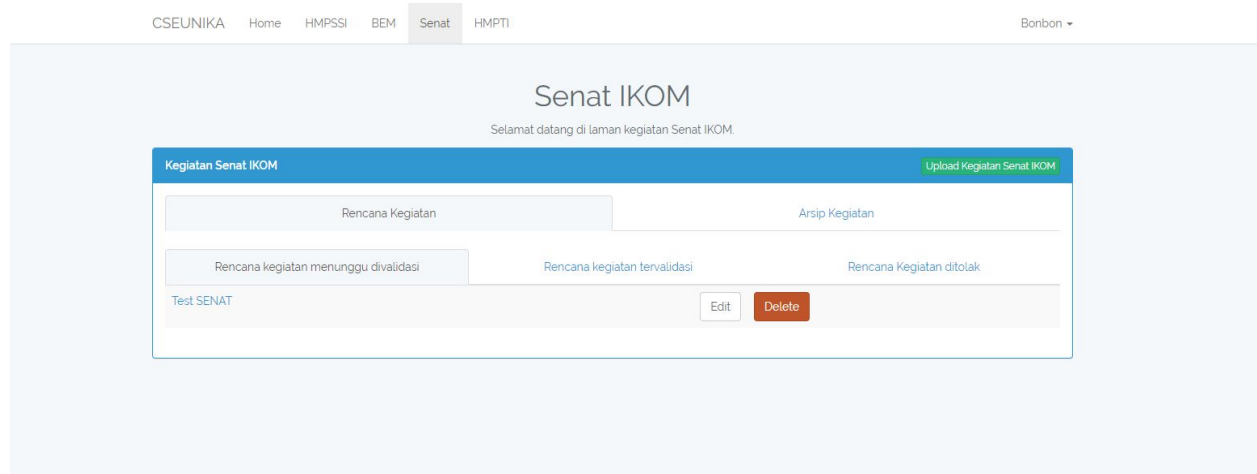 CSEUNIKA Home HMPSSI BEM Senat HMPTI Bonbon
Senat IKOM
Selamat datang di laman kegiatan Senat IKOM.
Kegiatan Senat IKOM Upload Kegiatan Senat IKOM
Rencana Kegiatan Arsip Kegiatan
Rencana kegiatan menunggu divalidasi Rencana kegiatan tervalidasi Rencana Kegiatan ditolak
Test SENAT Edit Delete